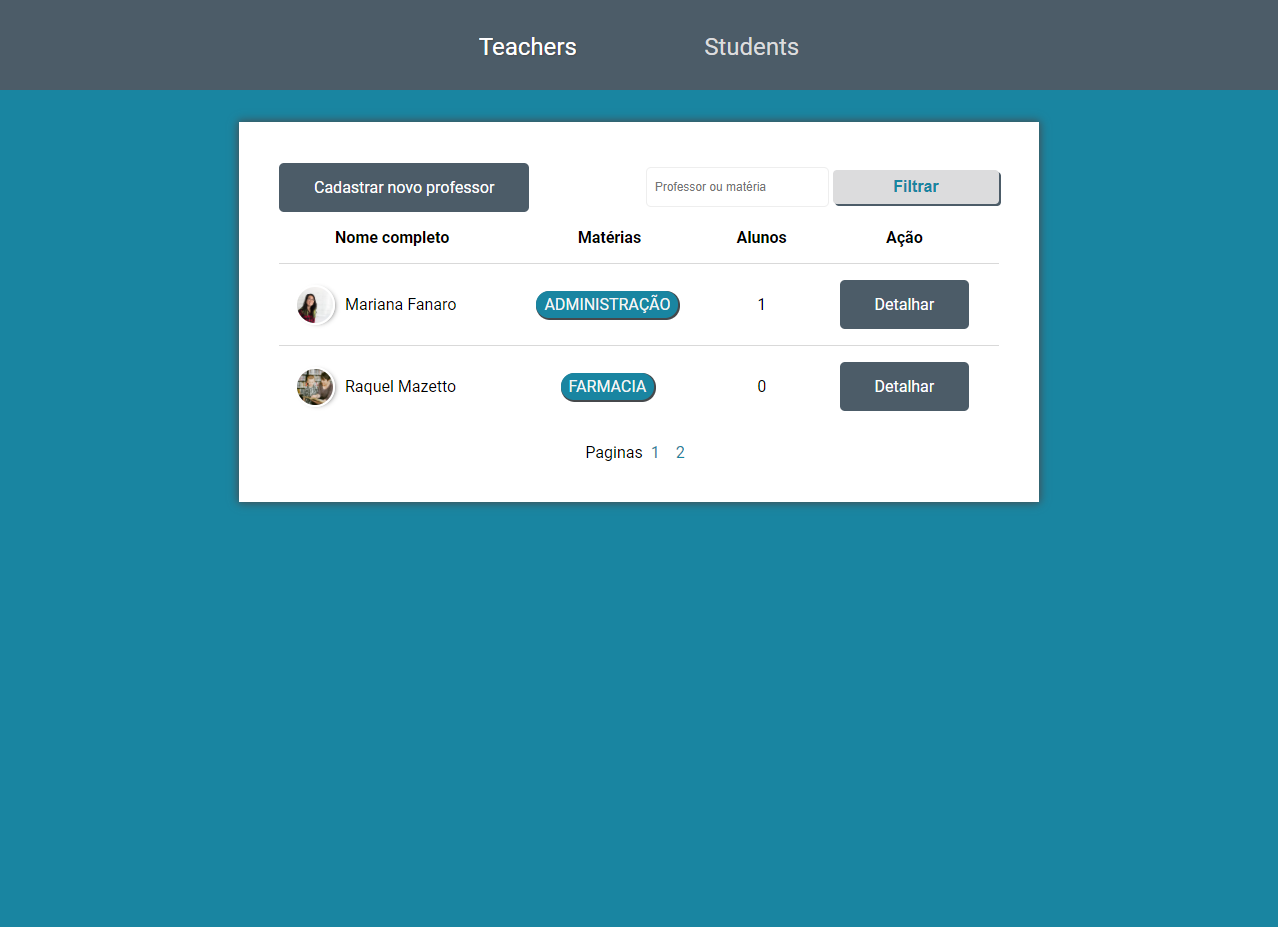 Teachers Students
Cadastrar novo professor Professor ou matéria Filtrar
Nome completo Matérias Alunos Ação
Mariana Fanaro ADMINISTRAÇÃO 1 Detalhar
Raquel Mazetto FARMACIA 0 Detalhar
Paginas 1 2